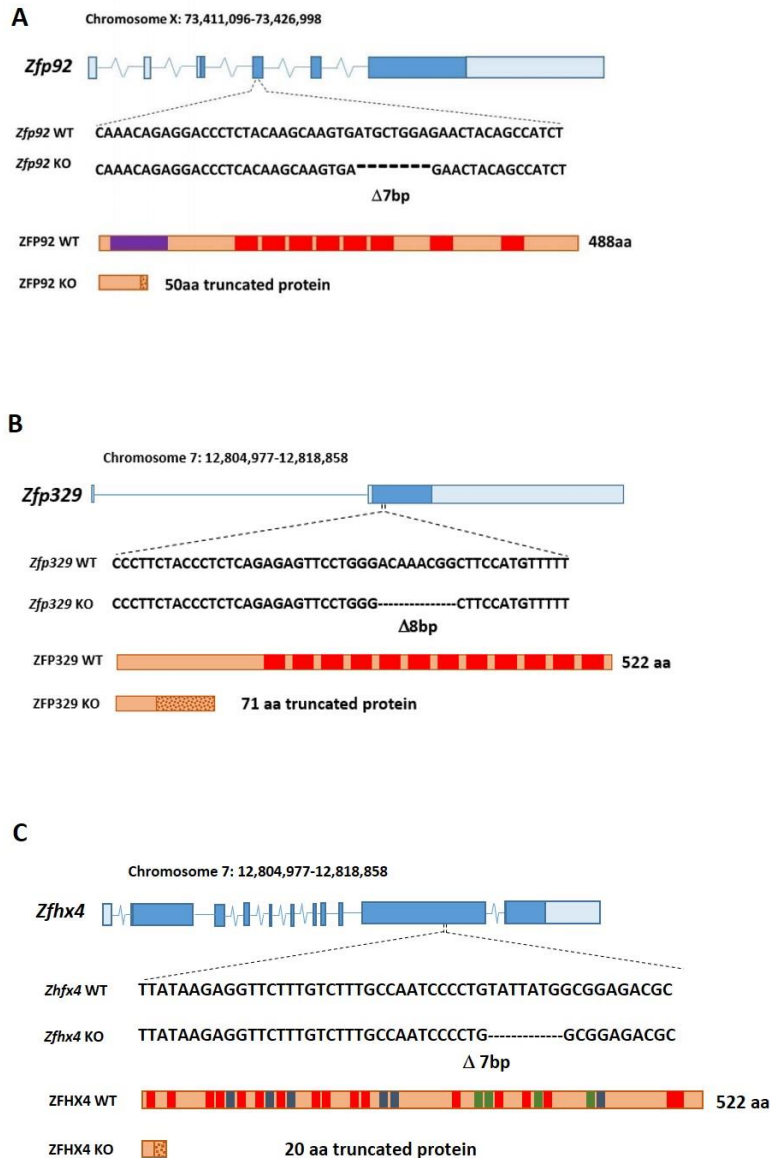 A
Chromosome X: 73,411,096-73,426,998
Zfp92
Zfp92 WT CAAACAGAGGACCCTCTACAAGCAAGTGATGCTGGAGAACTACAGCCATCT
Zfp92 KO CAAACAGAGGACCCTCACAAGCAAGTGA-------GAACTACAGCCATCT
Δ7bp
ZFP92 WT 488aa
ZFP92 KO 50aa truncated protein
B
Chromosome 7: 12,804,977-12,818,858
Zfp329
Zfp329 WT CCCTTCTACCCTCTCAGAGAGTTCCTGGGACAAACGGCTTCCATGTTTTT
Zfp329 KO CCCTTCTACCCTCTCAGAGAGTTCCTGGG---------------CTTCCATGTTTTT
Δ8bp
ZFP329 WT 522 aa
ZFP329 KO 71 aa truncated protein
C
Chromosome 7: 12,804,977-12,818,858
Zfhx4
Zhfx4 WT TTATAAGAGGTTCTTTGTCTTTGCCAATCCCCTGTATTATGGCGGAGACGC
Zfhx4 KO TTATAAGAGGTTCTTTGTCTTTGCCAATCCCCTG-------------GCGGAGACGC
Δ 7bp
ZFHX4 WT 522 aa
ZFHX4 KO 20 aa truncated protein